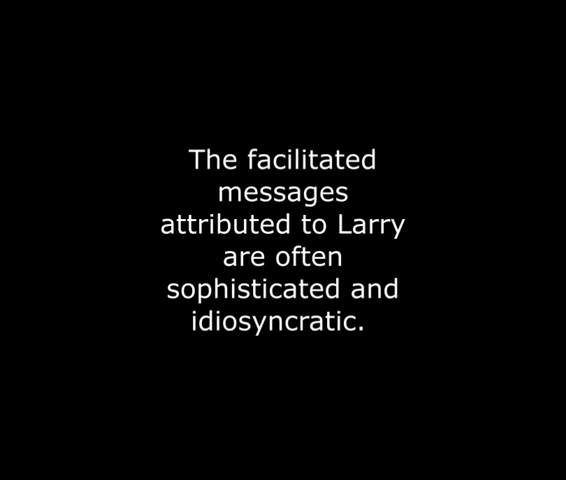 The facilitated
messages
attributed to Larry
are often
sophisticated and
idiosyncratic.